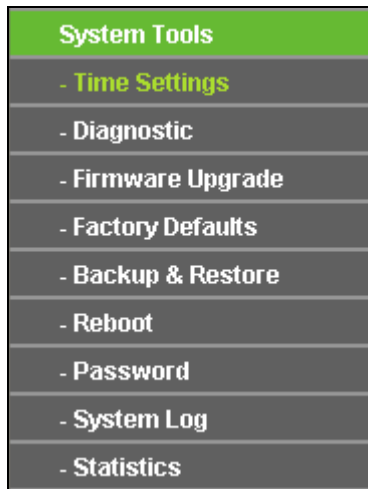 System Tools
- Time Settings
- Diagnostic
- Firmware Upgrade
- Factory Defaults
- Backup & Restore
- Reboot
- Password
- System Log
- Statistics